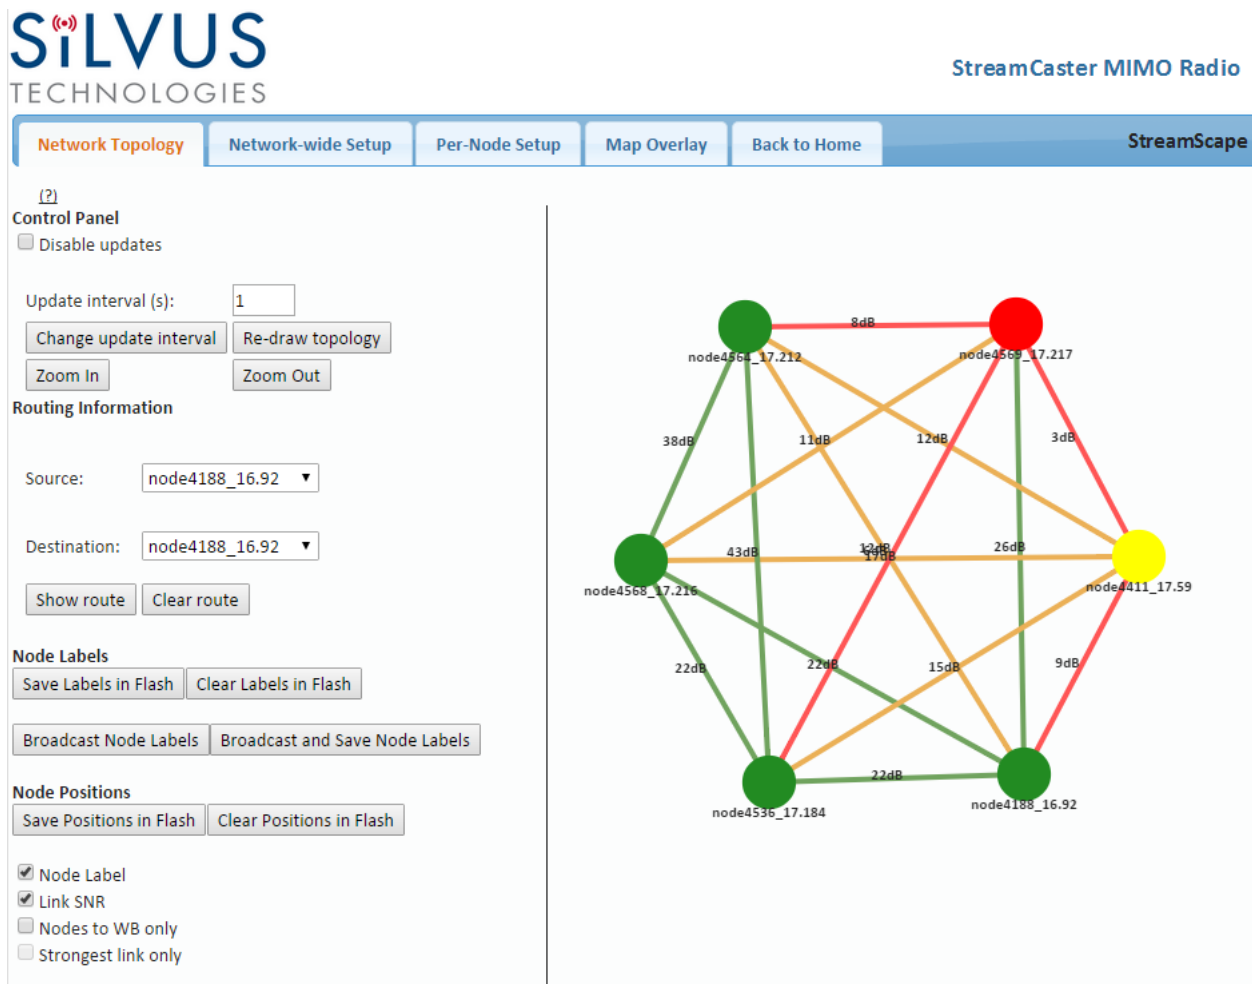 SiLVUS
TECHNOLOGIES
StreamCaster MIMO Radio
Network Topology
Network-wide Setup
Per-Node Setup
Map Overlay
Back to Home
StreamScape
(?)
Control Panel
Disable updates
Update interval (s): 1
Change update interval
Re-draw topology
Zoom In
Zoom Out
Routing Information
Source: node4188_16.92
Destination: node4188_16.92
Show route
Clear route
Node Labels
Save Labels in Flash
Clear Labels in Flash
Broadcast Node Labels
Broadcast and Save Node Labels
Node Positions
Save Positions in Flash
Clear Positions in Flash
Node Label
Link SNR
Nodes to WB only
Strongest link only
8dB
node4564_17.212
node4569_17.217
38dB
11dB
12dB
3dB
43dB
17dB
26dB
node4568_17.216
node4411_17.59
22dB
22dB
15dB
9dB
22dB
node4536_17.184
node4188_16.92